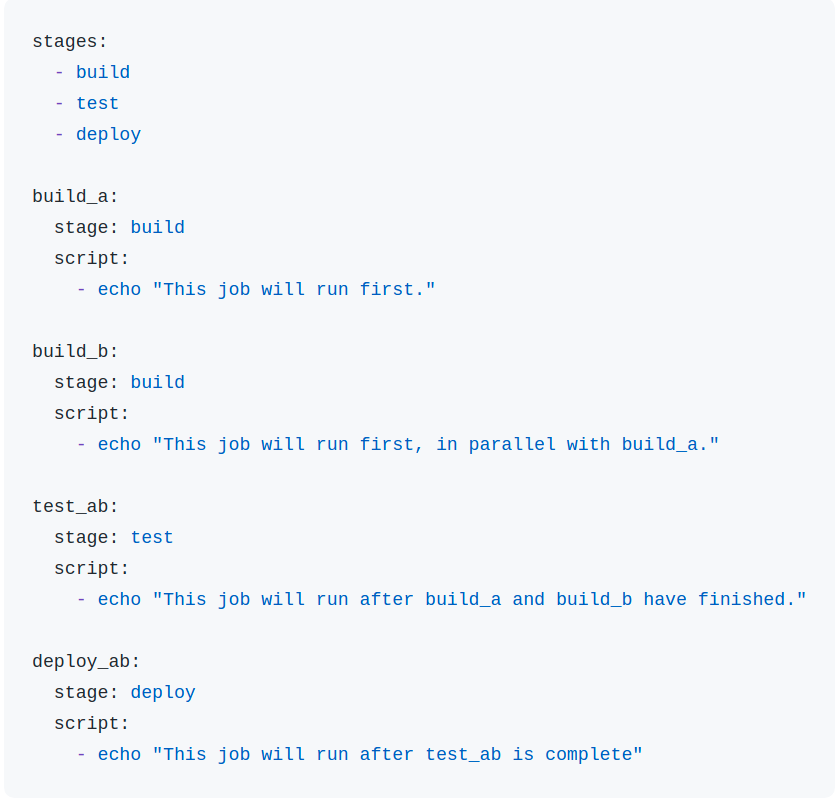 stages:
  - build
  - test
  - deploy

build_a:
  stage: build
  script:
    - echo "This job will run first."

build_b:
  stage: build
  script:
    - echo "This job will run first, in parallel with build_a."

test_ab:
  stage: test
  script:
    - echo "This job will run after build_a and build_b have finished."

deploy_ab:
  stage: deploy
  script:
    - echo "This job will run after test_ab is complete"